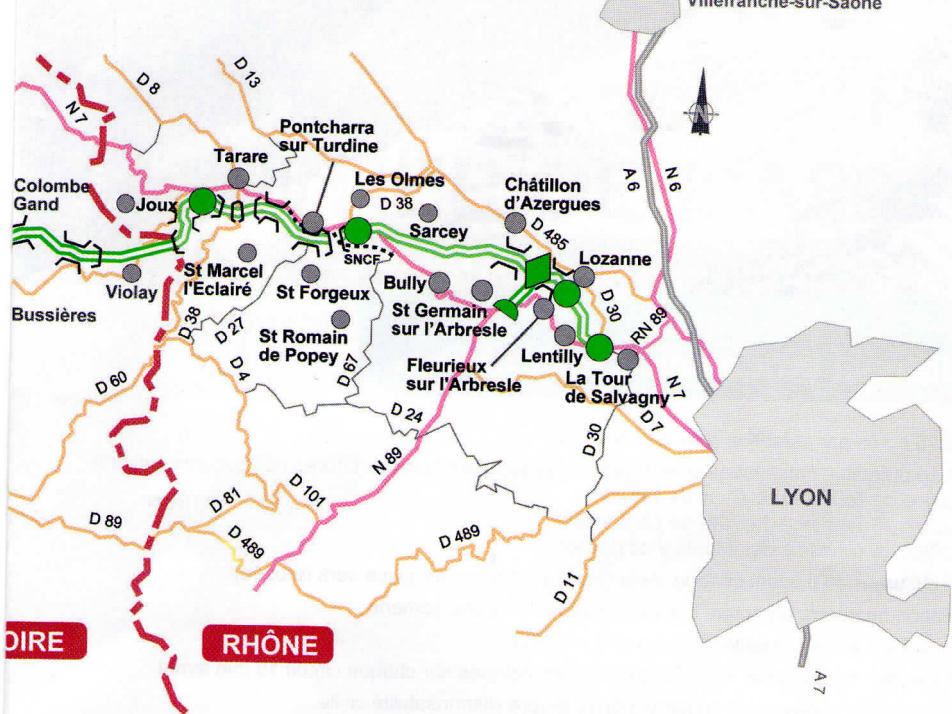 Villefranche-sur-Saône
D 8
D 13
N 7
Pontcharra
sur Turdine
Tarare
Les Olmes
D 38
Châtillon
d'Azergues
A 6
N 6
Colombe
Gand
Joux
Sarcey
D 485
Lozanne
SNCF
Violay
St Marcel
l'Eclairé
St Forgeux
Bully
St Germain
sur l'Arbresle
D 30
RN 89
Bussières
D 38
D 27
St Romain
de Popey
D 67
Fleurieux
sur l'Arbresle
Lentilly
La Tour
de Salvagny
N 7
D 7
D 60
D 4
D 24
D 30
N 89
LYON
D 81
D 101
D 89
D 489
D 489
D 11
OIRE
RHÔNE
A 7